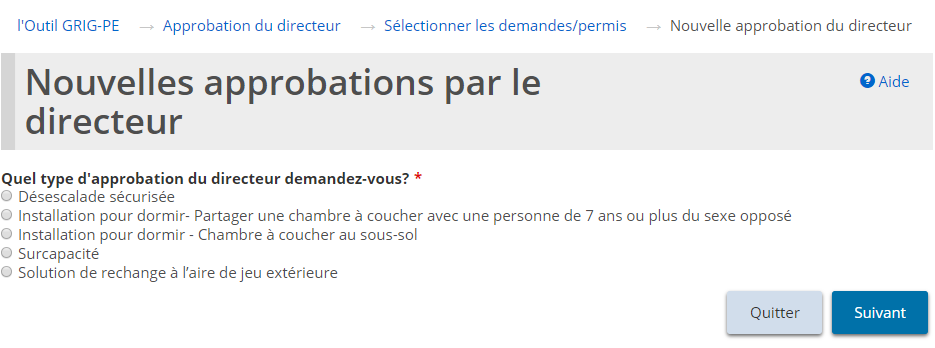 l'Outil GRIG-PE → Approbation du directeur → Sélectionner les demandes/permis → Nouvelle approbation du directeur
Nouvelles approbations par le
directeur
? Aide
Quel type d'approbation du directeur demandez-vous? *
Désescalade sécurisée
Installation pour dormir- Partager une chambre à coucher avec une personne de 7 ans ou plus du sexe opposé
Installation pour dormir - Chambre à coucher au sous-sol
Surcapacité
Solution de rechange à l’aire de jeu extérieure
Quitter Suivant